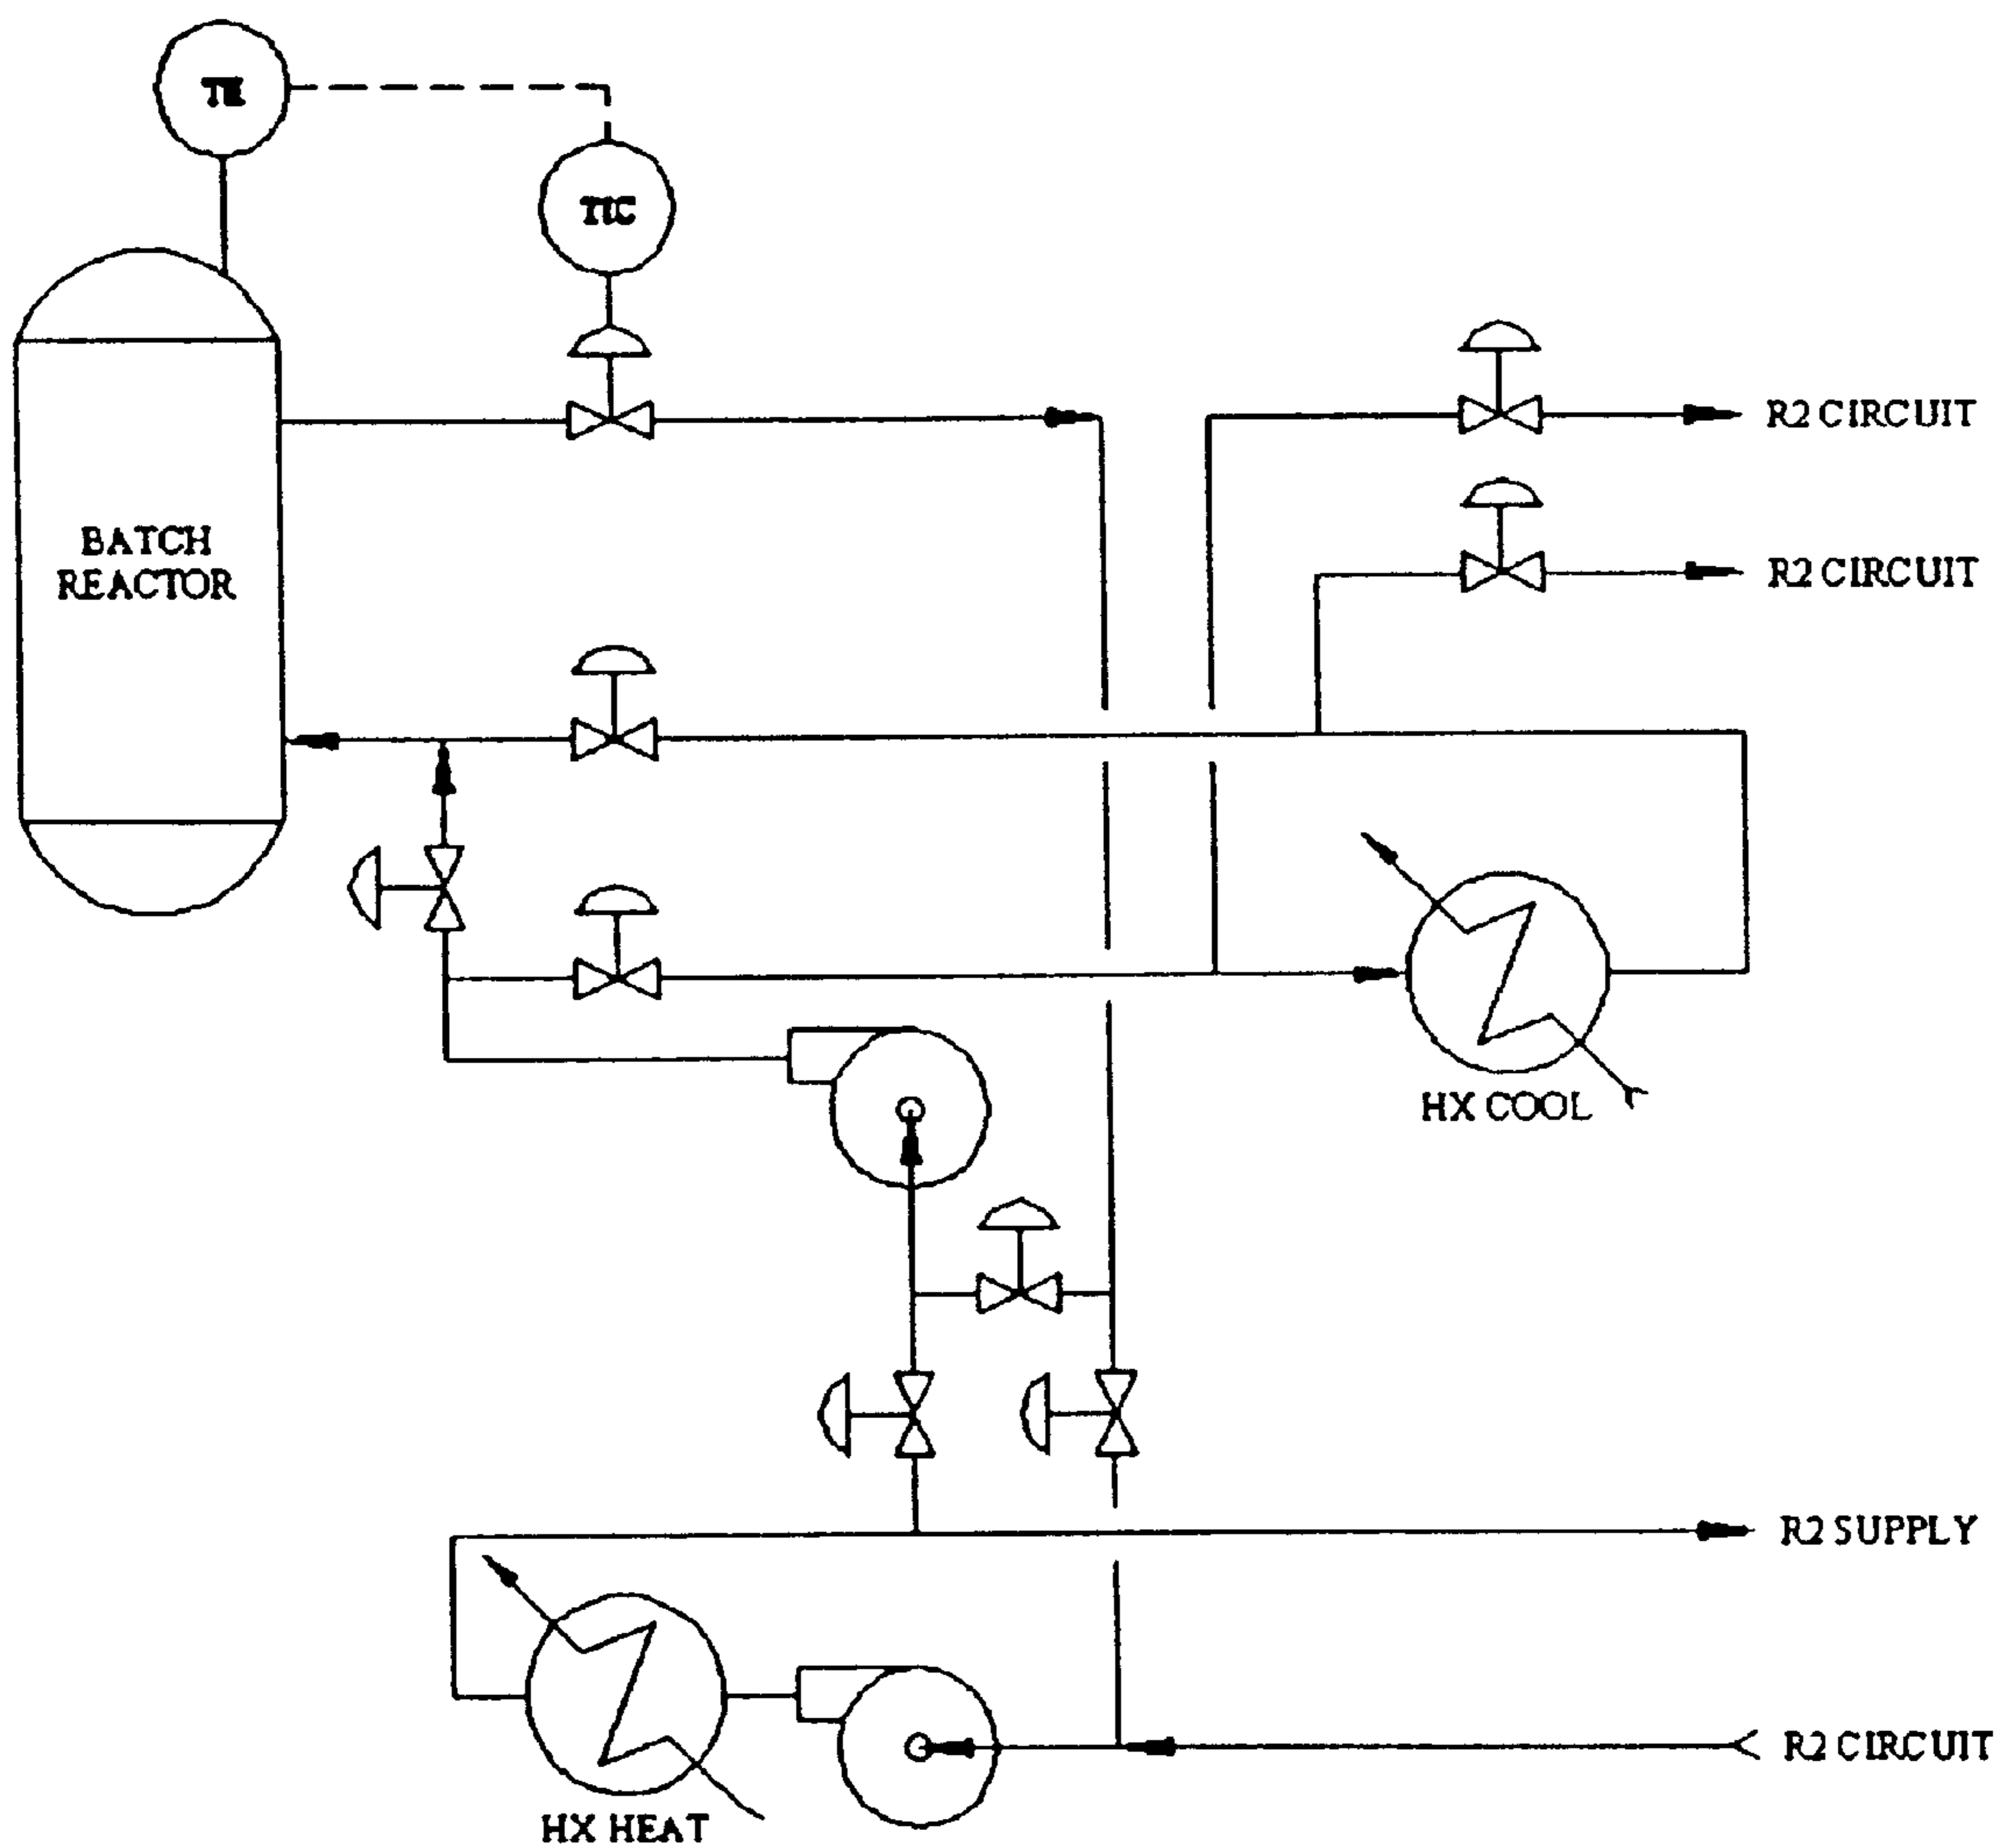 TE
TIC
R2 CIRCUIT
R2 CIRCUIT
BATCH
REACTOR
HX COOL
R2 SUPPLY
R2 CIRCUIT
HX HEAT